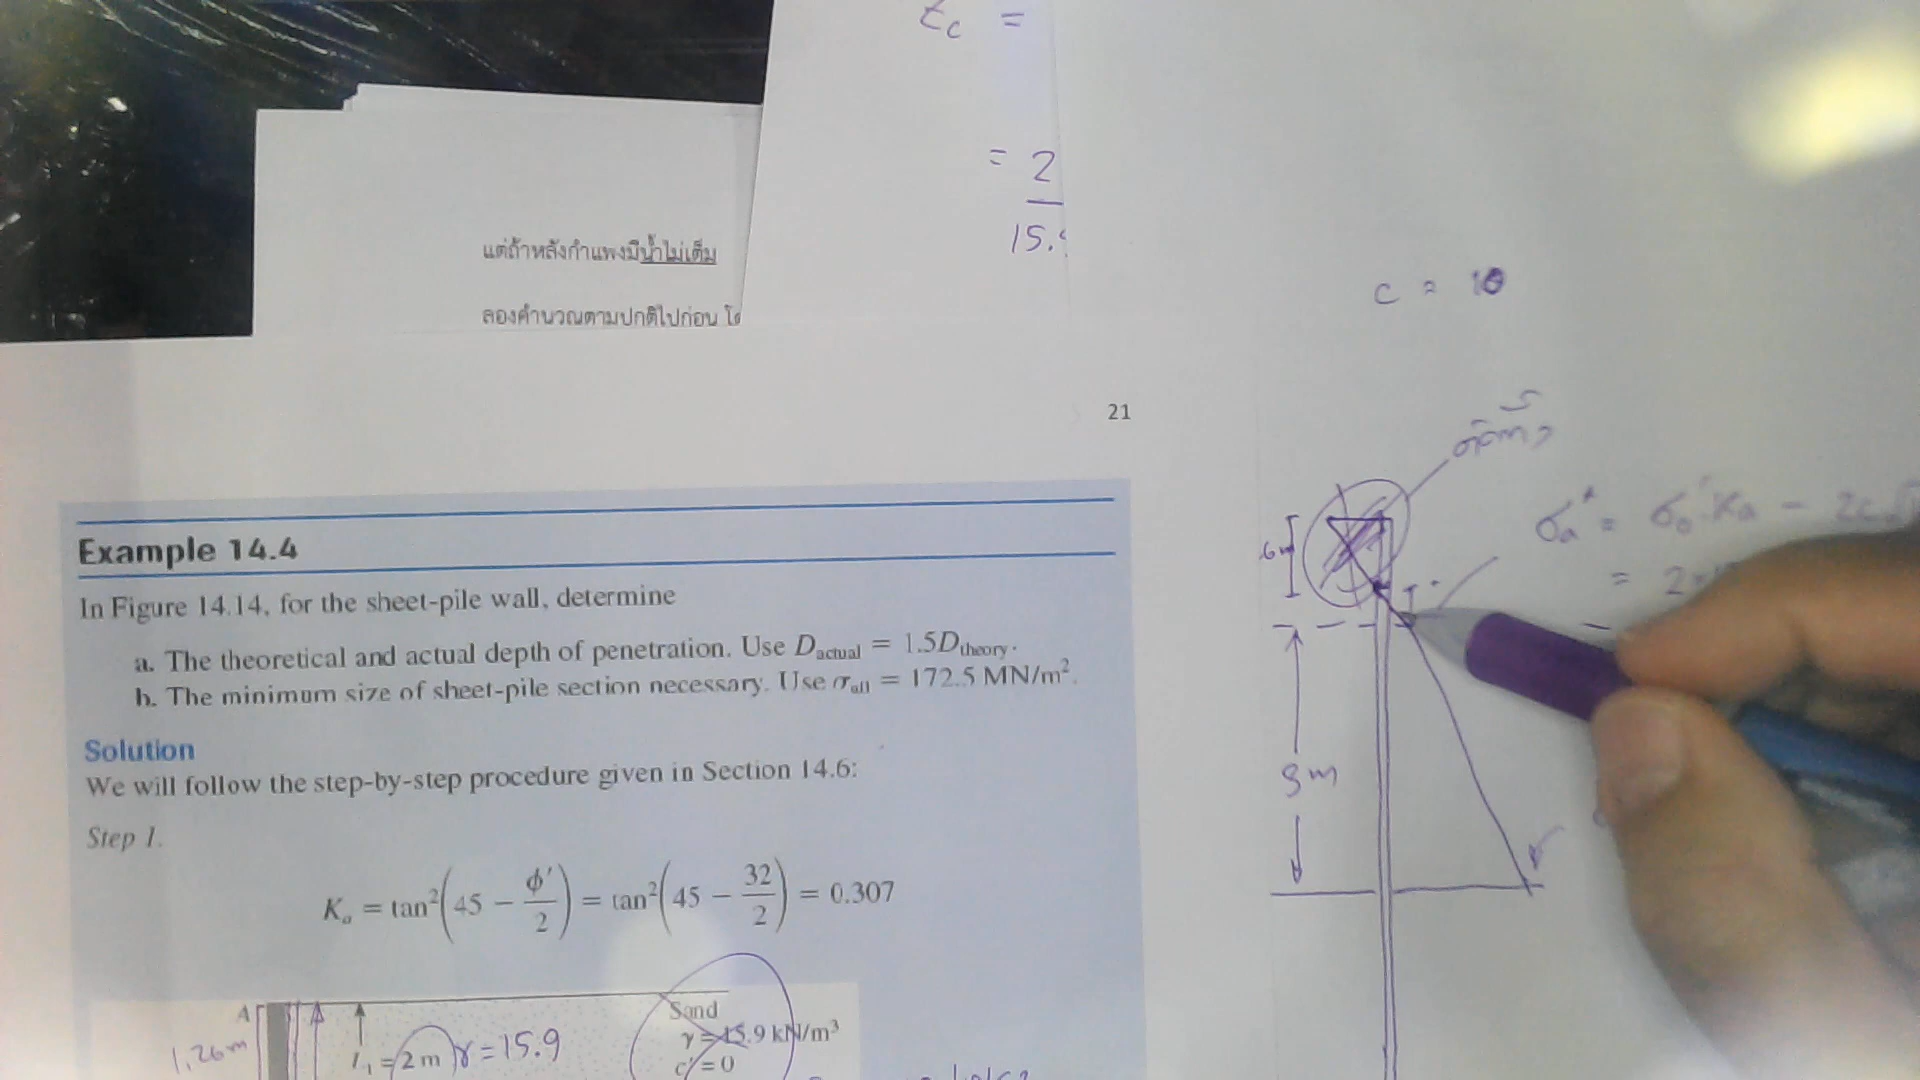 Zc =
= 2
15.9
แต่ถ้าหลังกำแพงมีน้ำไม่เต็ม
ลองคำนวณตามปกติไปก่อน
c = 10
21
σa' = σo' Ka - 2c
= 2
Example 14.4
In Figure 14.14, for the sheet-pile wall, determine
a. The theoretical and actual depth of penetration. Use Dactual = 1.5Dtheory.
b. The minimum size of sheet-pile section necessary. Use σall = 172.5 MN/m².
Solution
We will follow the step-by-step procedure given in Section 14.6:
Step 1.
Ka = tan²(45 − ϕ'/2) = tan²(45 − 32/2) = 0.307
3m
A
Sand
γ = 15.9 kN/m³
c' = 0
1.26m
l1 = 2 m
γ = 15.9